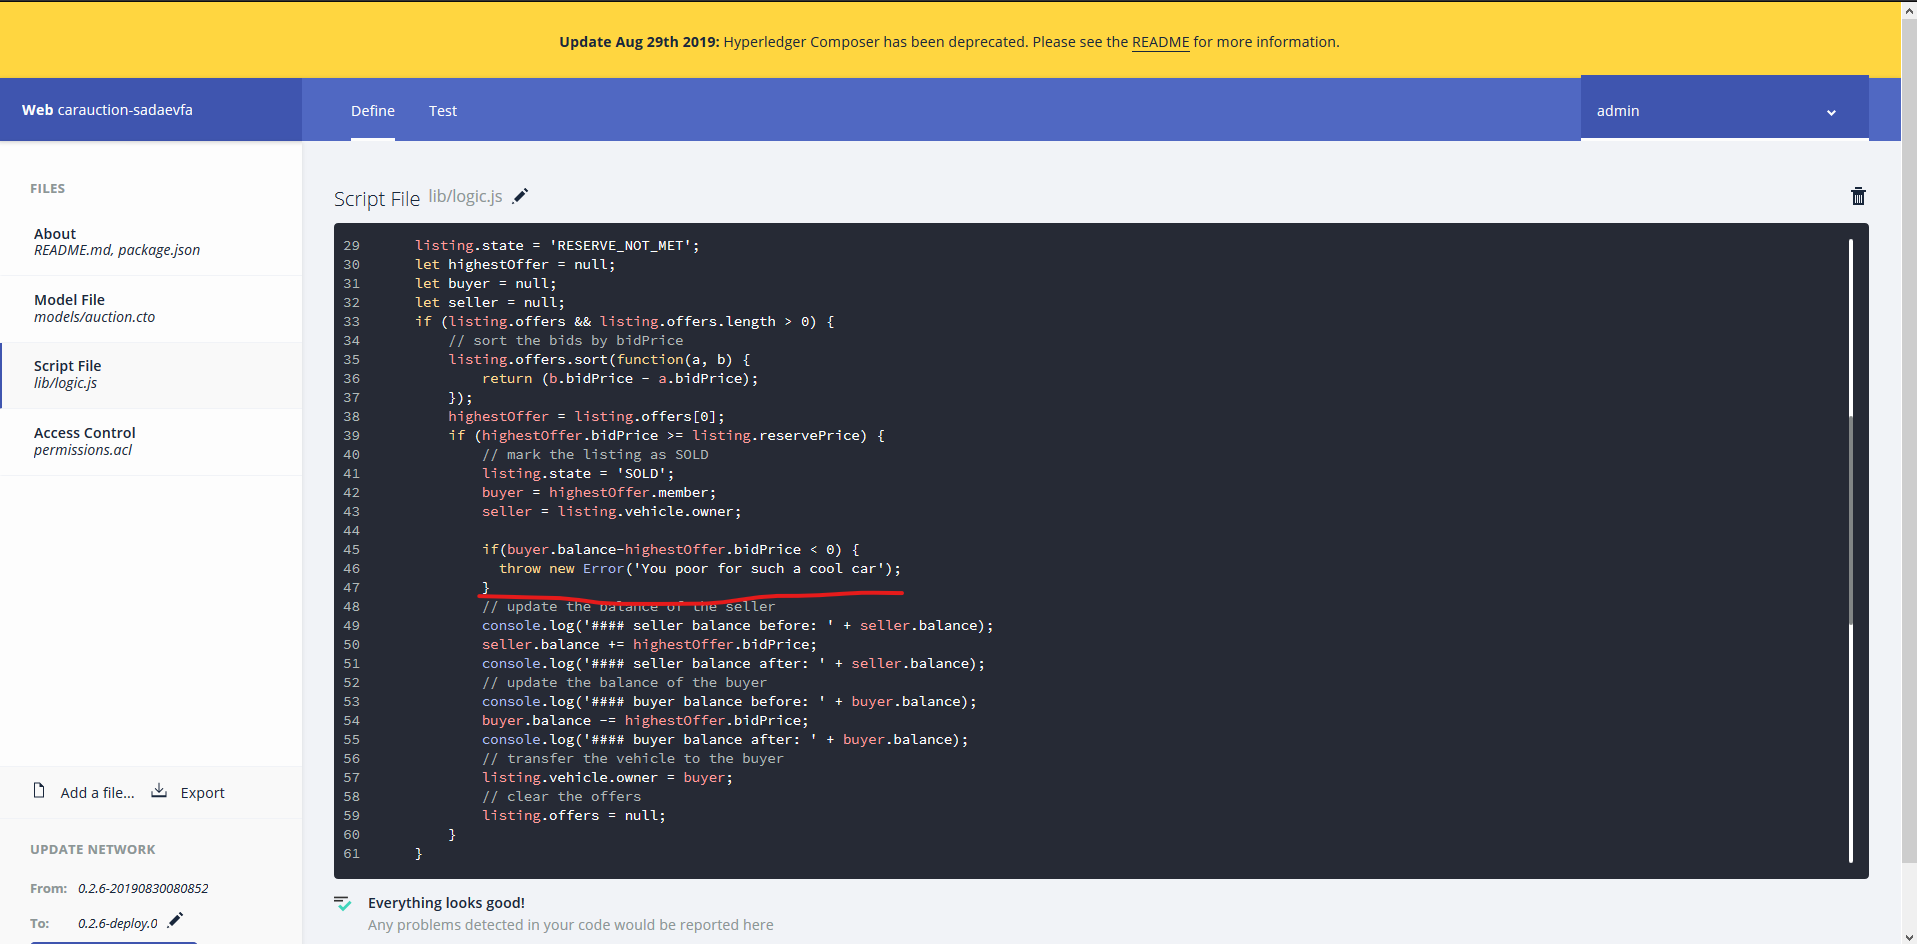 Update Aug 29th 2019: Hyperledger Composer has been deprecated. Please see the README for more information.
Web carauction-sadaevfa
Define
Test
admin
FILES
About
README.md, package.json
Model File
models/auction.cto
Script File
lib/logic.js
Access Control
permissions.acl
Add a file...
Export
UPDATE NETWORK
From: 0.2.6-20190830080852
To: 0.2.6-deploy.0
Script File lib/logic.js
29 listing.state = 'RESERVE_NOT_MET';
30 let highestOffer = null;
31 let buyer = null;
32 let seller = null;
33 if (listing.offers && listing.offers.length > 0) {
34 // sort the bids by bidPrice
35 listing.offers.sort(function(a, b) {
36 return (b.bidPrice - a.bidPrice);
37 });
38 highestOffer = listing.offers[0];
39 if (highestOffer.bidPrice >= listing.reservePrice) {
40 // mark the listing as SOLD
41 listing.state = 'SOLD';
42 buyer = highestOffer.member;
43 seller = listing.vehicle.owner;
44
45 if(buyer.balance-highestOffer.bidPrice < 0) {
46 throw new Error('You poor for such a cool car');
47 }
48 // update the balance of the seller
49 console.log('#### seller balance before: ' + seller.balance);
50 seller.balance += highestOffer.bidPrice;
51 console.log('#### seller balance after: ' + seller.balance);
52 // update the balance of the buyer
53 console.log('#### buyer balance before: ' + buyer.balance);
54 buyer.balance -= highestOffer.bidPrice;
55 console.log('#### buyer balance after: ' + buyer.balance);
56 // transfer the vehicle to the buyer
57 listing.vehicle.owner = buyer;
58 // clear the offers
59 listing.offers = null;
60 }
61 }
Everything looks good!
Any problems detected in your code would be reported here